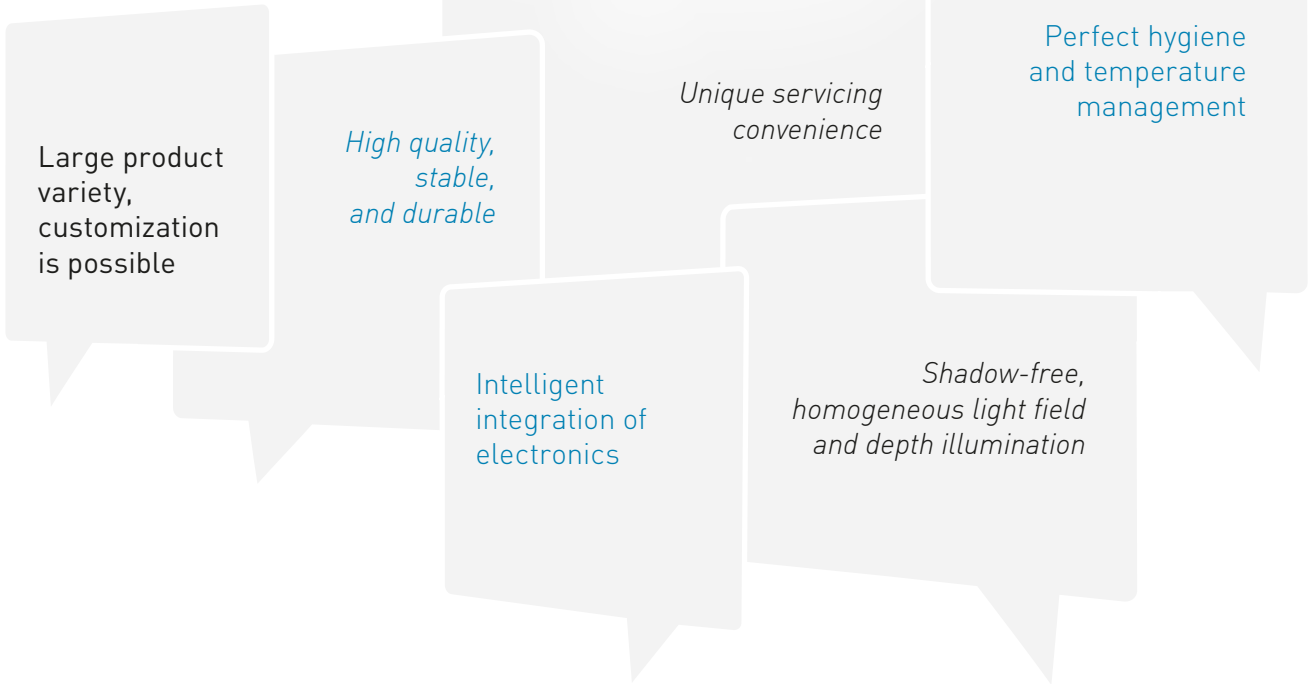 Large product
variety,
customization
is possible
High quality,
stable,
and durable
Unique servicing
convenience
Perfect hygiene
and temperature
management
Intelligent
integration of
electronics
Shadow-free,
homogeneous light field
and depth illumination